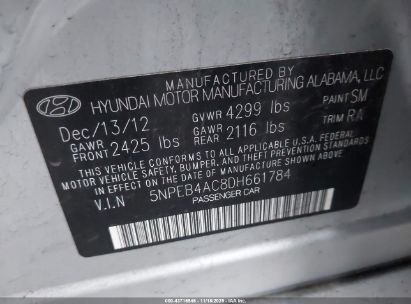 MANUFACTURED BY
HYUNDAI MOTOR MANUFACTURING ALABAMA, LLC
Dec/13/12 GVWR 4299 lbs PAINT SM
GAWR FRONT 2425 lbs GAWR REAR 2116 lbs TRIM RA
THIS VEHICLE CONFORMS TO ALL APPLICABLE U.S.A. FEDERAL
MOTOR VEHICLE SAFETY, BUMPER, AND THEFT PREVENTION
STANDARDS IN EFFECT ON THE DATE OF MANUFACTURE SHOWN ABOVE.
V.I.N 5NPEB4AC8DH661784
PASSENGER CAR